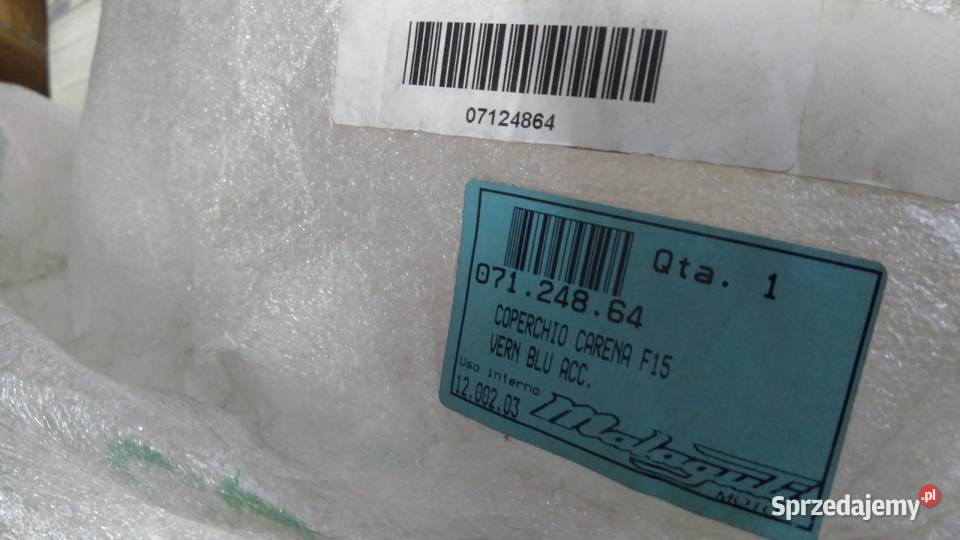 07124864
Qta. 1
071.248.64
COPERCHIO CARENA F15
VERN BLU ACC.
Uso interno
12.002.03
Malaguti
MOTO
Sprzedajemy.pl